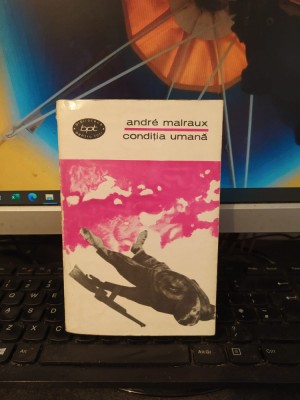 bpt
andré malraux
condiția umană